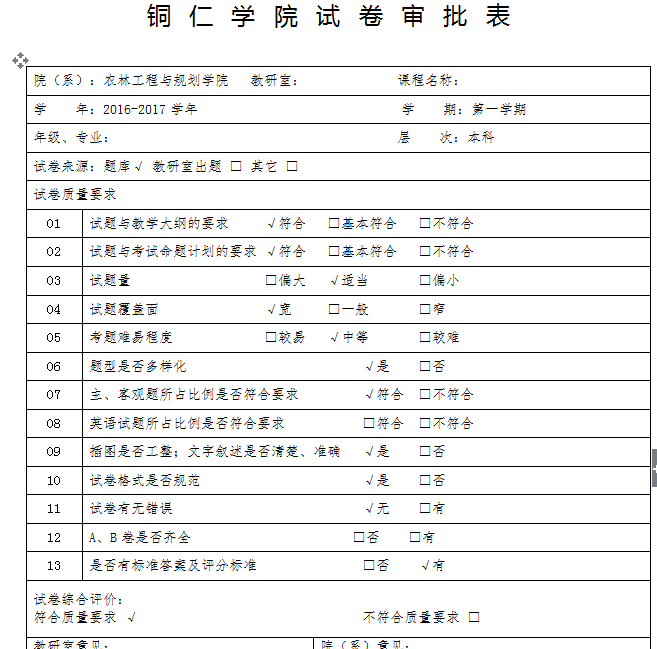 铜 仁 学 院 试 卷 审 批 表
院（系）：农林工程与规划学院 教研室： 课程名称：
学 年：2016-2017 学年 学 期：第一学期
年级、专业： 层 次：本科
试卷来源：题库√ 教研室出题 □ 其它 □
试卷质量要求
01 试题与教学大纲的要求 √符合 □基本符合 □不符合
02 试题与考试命题计划的要求 √符合 □基本符合 □不符合
03 试题量 □偏大 √适当 □偏小
04 试题覆盖面 √宽 □一般 □窄
05 考题难易程度 □较易 √中等 □较难
06 题型是否多样化 √是 □否
07 主、客观题所占比例是否符合要求 √符合 □不符合
08 英语试题所占比例是否符合要求 □符合 □不符合
09 插图是否工整；文字叙述是否清楚、准确 √是 □否
10 试卷格式是否规范 √是 □否
11 试卷有无错误 √无 □有
12 A、B 卷是否齐全 □否 □有
13 是否有标准答案及评分标准 □否 √有
试卷综合评价：
符合质量要求 √ 不符合质量要求 □
教研室意见： 院（系）意见：